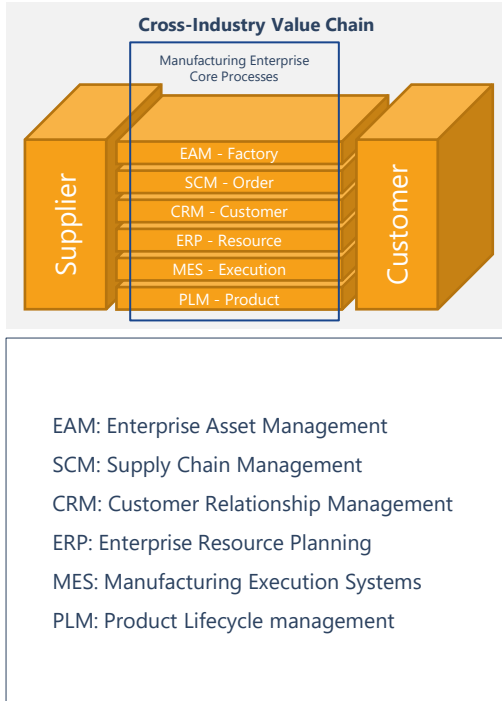 Cross-Industry Value Chain
Manufacturing Enterprise
Core Processes
Supplier
EAM - Factory
SCM - Order
CRM - Customer
ERP - Resource
MES - Execution
PLM - Product
Customer
EAM: Enterprise Asset Management
SCM: Supply Chain Management
CRM: Customer Relationship Management
ERP: Enterprise Resource Planning
MES: Manufacturing Execution Systems
PLM: Product Lifecycle management